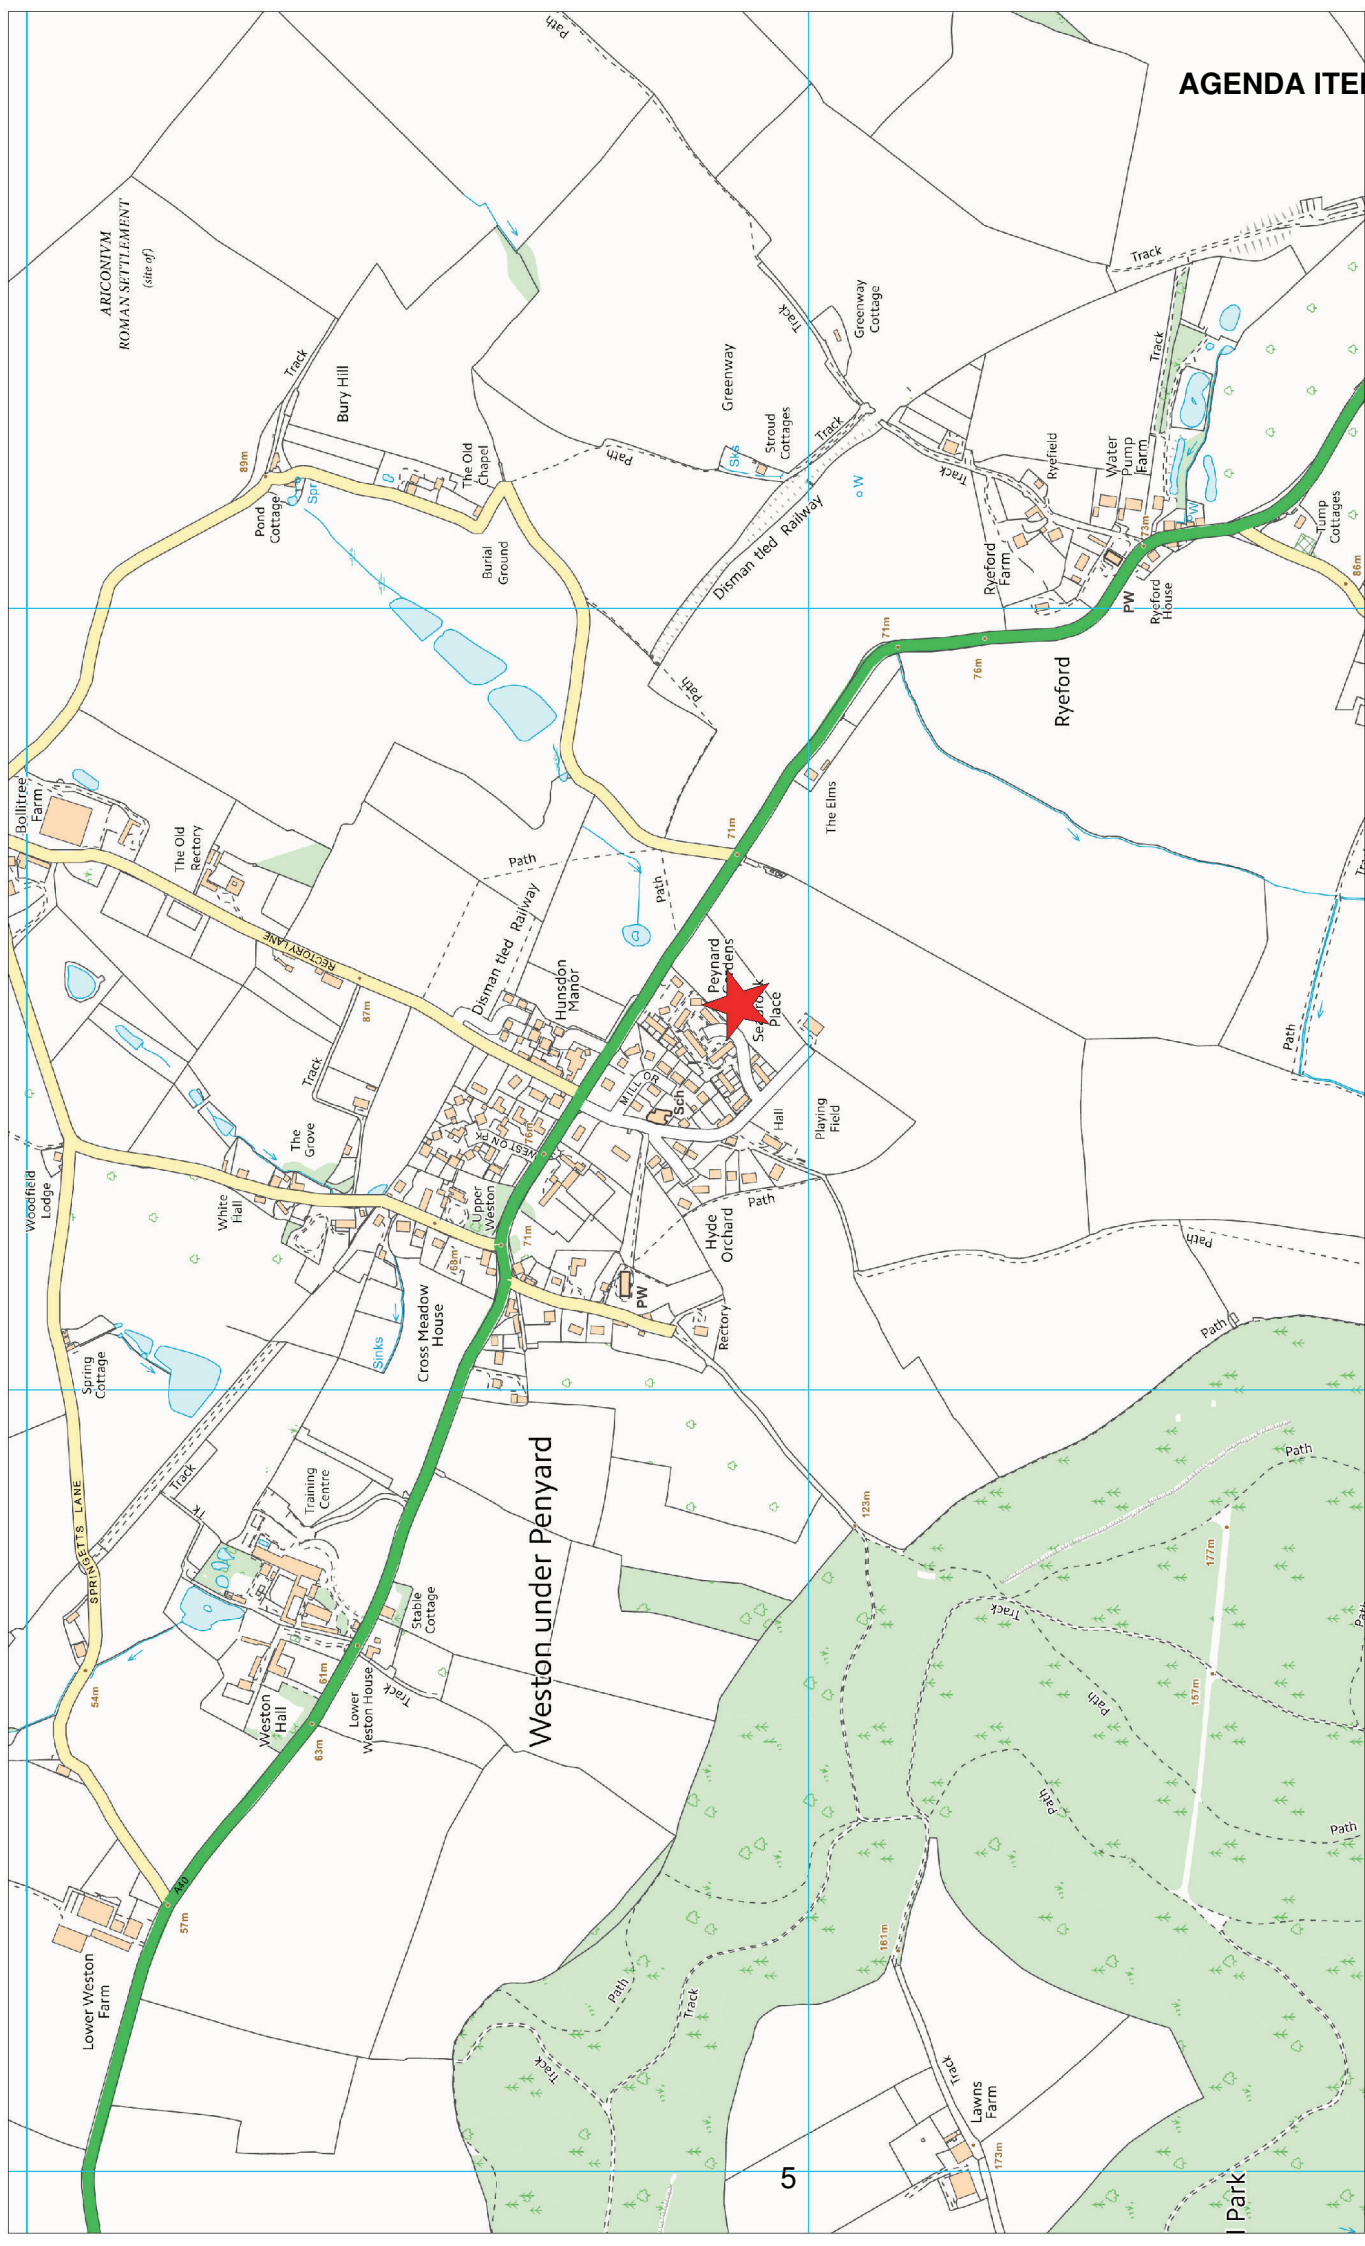 AGENDA ITE
Path
ARICONIVM
ROMAN SETTLEMENT
(site of)
Track
Bury Hill
89m
Pond
Cottage
Spr
The Old
Chapel
Burial
Ground
Path
Greenway
Sks
Stroud
Cottages
Track
Track
Greenway
Cottage
Dismantled Railway
W
Track
Track
Track
Ryefield
Water
Pump
Farm
Ryeford
Farm
73m
W
PW
Ryeford
House
Tump
Cottages
86m
71m
76m
Ryeford
Path
Bollitree
Farm
The Old
Rectory
RECTORY LANE
87m
Path
Dismantled Railway
Path
71m
The Elms
Hunsdon
Manor
Peynard
Place
Track
The
Grove
MILL OR
Sch
Hall
Playing
Field
WESTON PK
76m
Woodfield
Lodge
White
Hall
Upper
Weston
71m
68m
Path
Hyde
Orchard
PW
Rectory
Cross Meadow
House
Sinks
Spring
Cottage
Path
Path
Path
SPRINGETTS LANE
Track
Tk
Training
Centre
Stable
Cottage
Weston under Penyard
123m
Path
177m
Track
157m
Path
Path
54m
Weston
Hall
61m
63m
Lower
Weston House
Track
Path
Path
A40
57m
Lower Weston
Farm
161m
Path
Track
Track
Track
Lawns
Farm
173m
5
Park